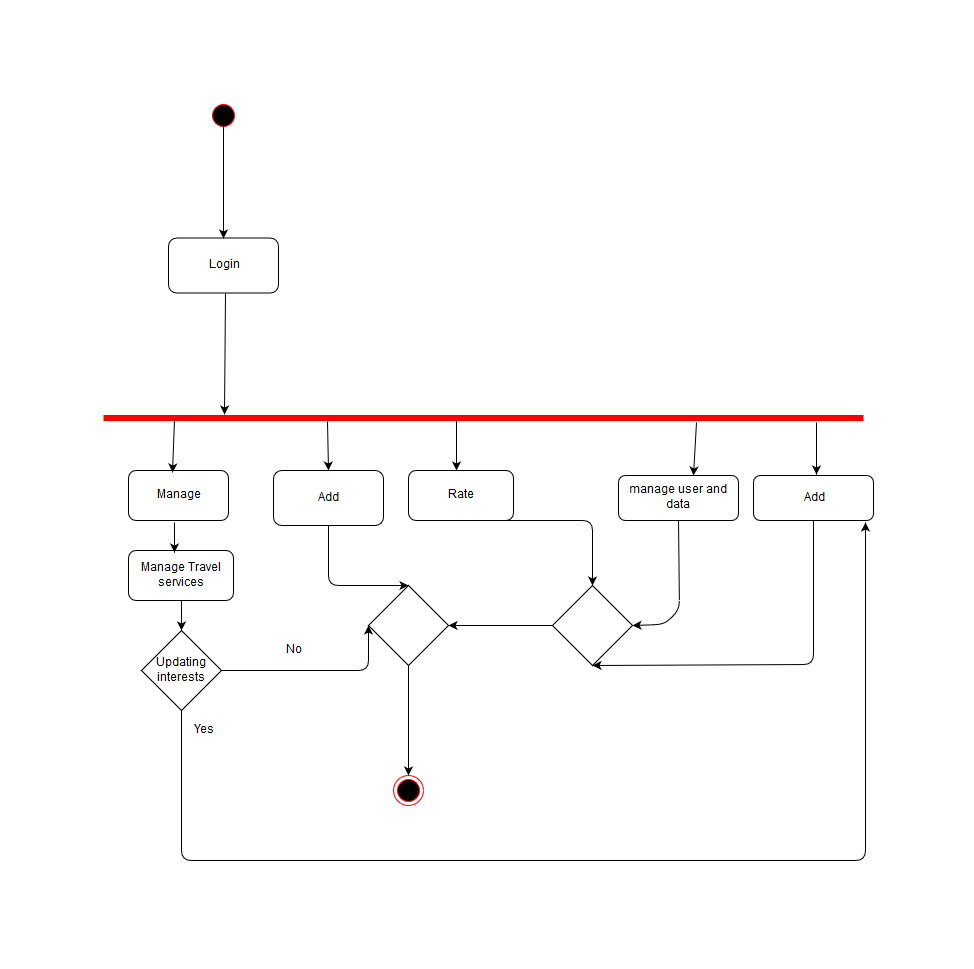 Login
Manage
Add
Rate
manage user and
data
Add
Manage Travel
services
Updating
interests
No
Yes